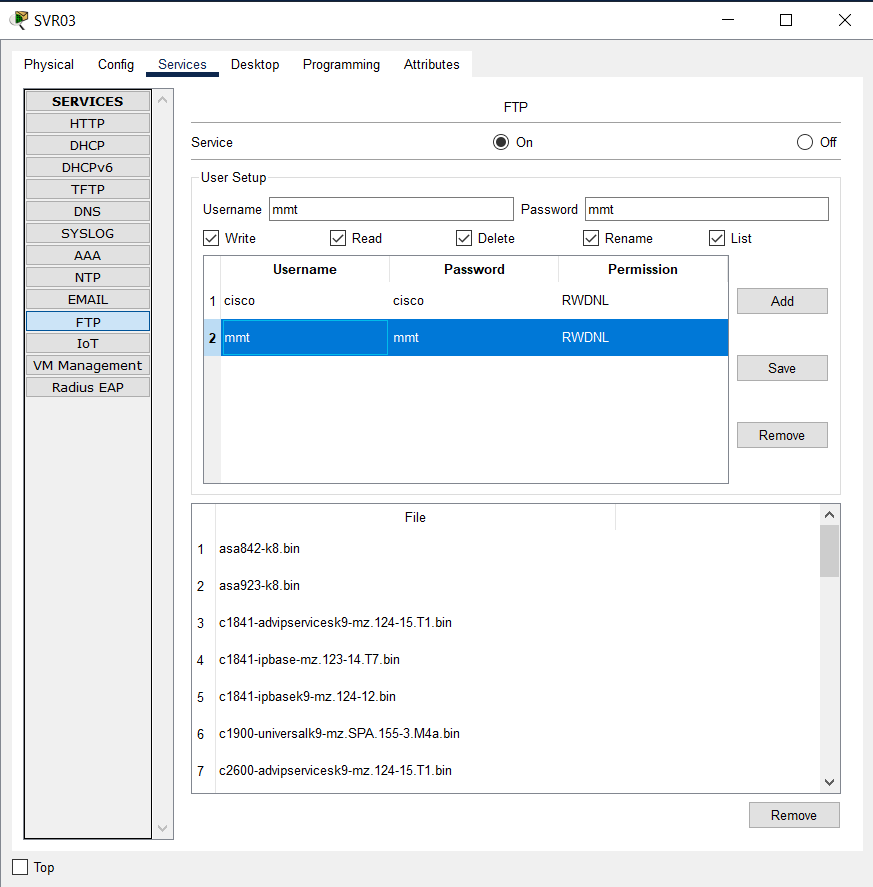 SVR03
Physical Config Services Desktop Programming Attributes
SERVICES
HTTP
DHCP
DHCPv6
TFTP
DNS
SYSLOG
AAA
NTP
EMAIL
FTP
IoT
VM Management
Radius EAP
FTP
Service On Off
User Setup
Username mmt Password mmt
Write Read Delete Rename List
Username Password Permission
1 cisco cisco RWDNL
2 mmt mmt RWDNL
Add
Save
Remove
File
1 asa842-k8.bin
2 asa923-k8.bin
3 c1841-advipservicesk9-mz.124-15.T1.bin
4 c1841-ipbase-mz.123-14.T7.bin
5 c1841-ipbasek9-mz.124-12.bin
6 c1900-universalk9-mz.SPA.155-3.M4a.bin
7 c2600-advipservicesk9-mz.124-15.T1.bin
Remove
Top